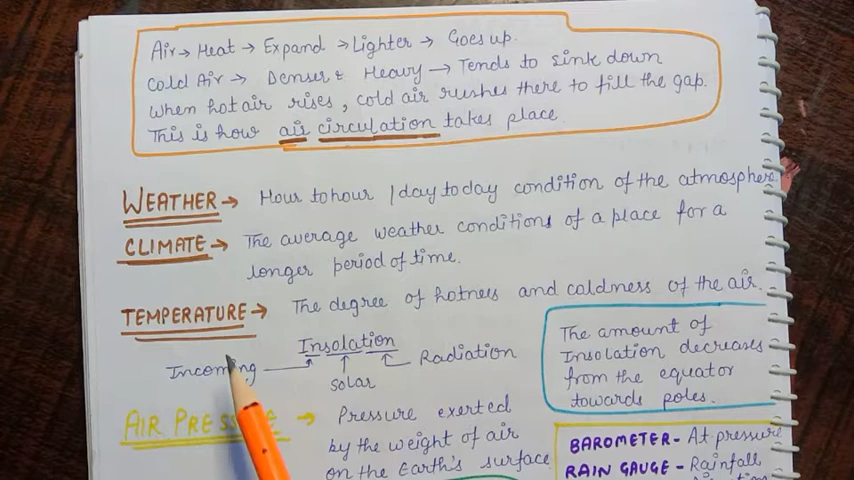 Air → Heat → Expand → Lighter → Goes up.
Cold Air → Denser & Heavy → Tends to sink down
When hot air rises, cold air rushes there to fill the gap.
This is how air circulation takes place.
WEATHER → Hour to hour / day to day condition of the atmosphere
CLIMATE → The average weather conditions of a place for a
longer period of time.
TEMPERATURE → The degree of hotness and coldness of the air.
Insolation
Incoming
Solar
Radiation
The amount of
Insolation decreases
from the equator
towards poles.
AIR PRESSURE → Pressure exerted
by the weight of air
on the Earth's surface
BAROMETER - At pressure
RAIN GAUGE - Rainfall